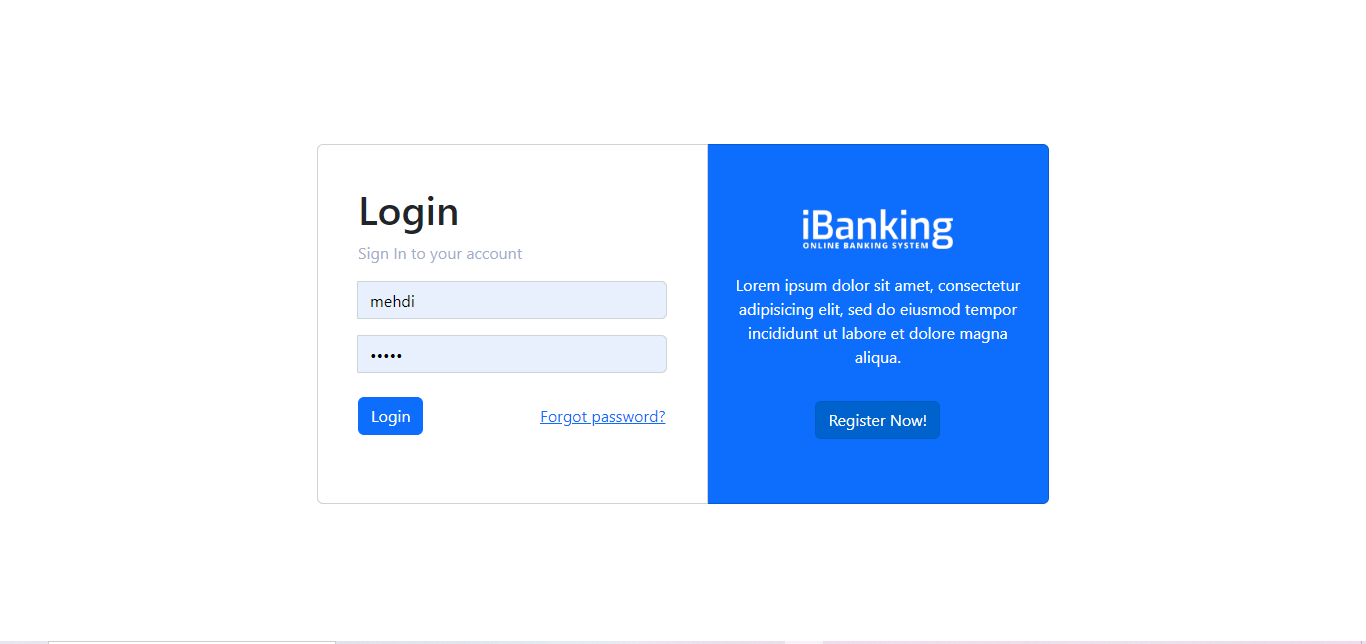 Login
Sign In to your account
mehdi
•••••
Login
Forgot password?
iBanking
ONLINE BANKING SYSTEM
Lorem ipsum dolor sit amet, consectetur
adipisicing elit, sed do eiusmod tempor
incididunt ut labore et dolore magna
aliqua.
Register Now!